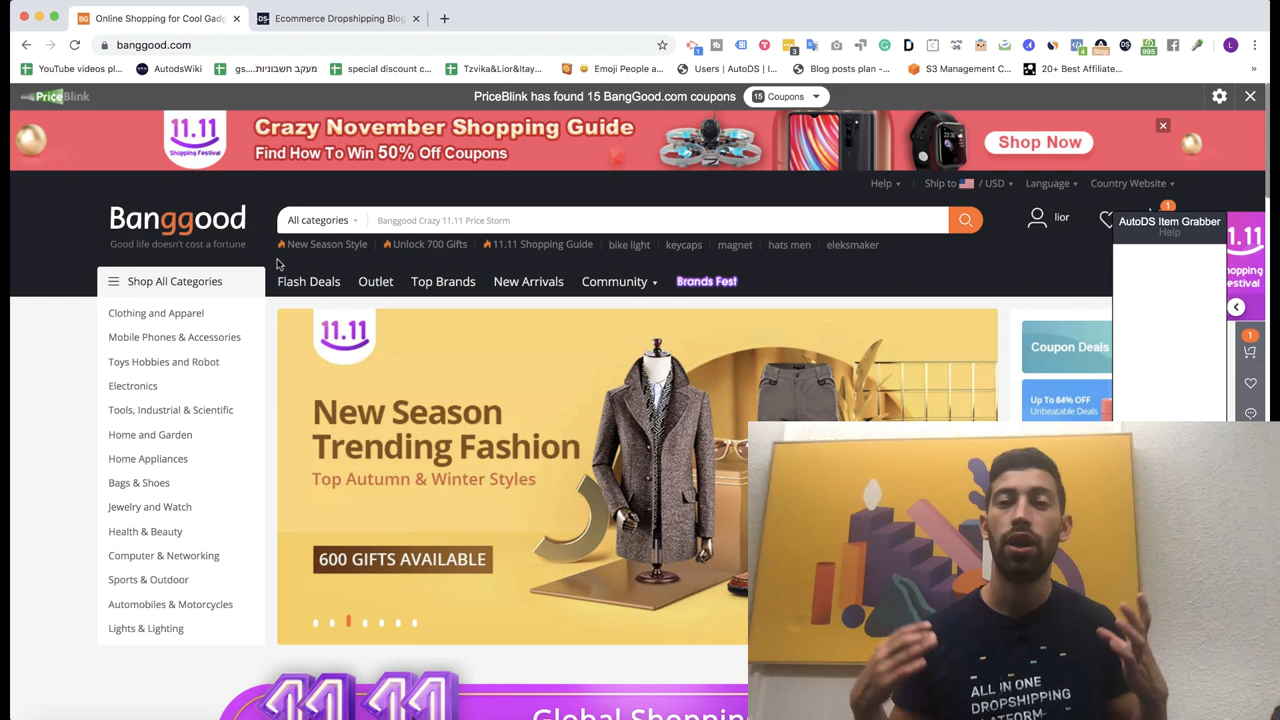 BG Online Shopping for Cool Gadg
DS Ecommerce Dropshipping Blog
banggood.com
YouTube videos pl...
AutodsWiki
gs....מעקב חשבוניות
special discount c...
Tzvika&Lior&Itay...
Emoji People a...
Users | AutoDS | I...
Blog posts plan -...
S3 Management C...
20+ Best Affiliate...
PriceBlink
PriceBlink has found 15 BangGood.com coupons
15 Coupons
11.11
Shopping Festival
Crazy November Shopping Guide
Find How To Win 50% Off Coupons
Shop Now
Help
Ship to / USD
Language
Country Website
Banggood
Good life doesn't cost a fortune
All categories
Banggood Crazy 11.11 Price Storm
lior
1
New Season Style
Unlock 700 Gifts
11.11 Shopping Guide
bike light
keycaps
magnet
hats men
eleksmaker
AutoDS Item Grabber
Help
Shop All Categories
Flash Deals
Outlet
Top Brands
New Arrivals
Community
Brands Fest
Clothing and Apparel
Mobile Phones & Accessories
Toys Hobbies and Robot
Electronics
Tools, Industrial & Scientific
Home and Garden
Home Appliances
Bags & Shoes
Jewelry and Watch
Health & Beauty
Computer & Networking
Sports & Outdoor
Automobiles & Motorcycles
Lights & Lighting
11.11
New Season
Trending Fashion
Top Autumn & Winter Styles
600 GIFTS AVAILABLE
Coupon Deals
Up To 84% OFF
Unbeatable Deals
1
11.11
Global Shopping
ALL IN ONE
DROPSHIPPING
PLATFORM